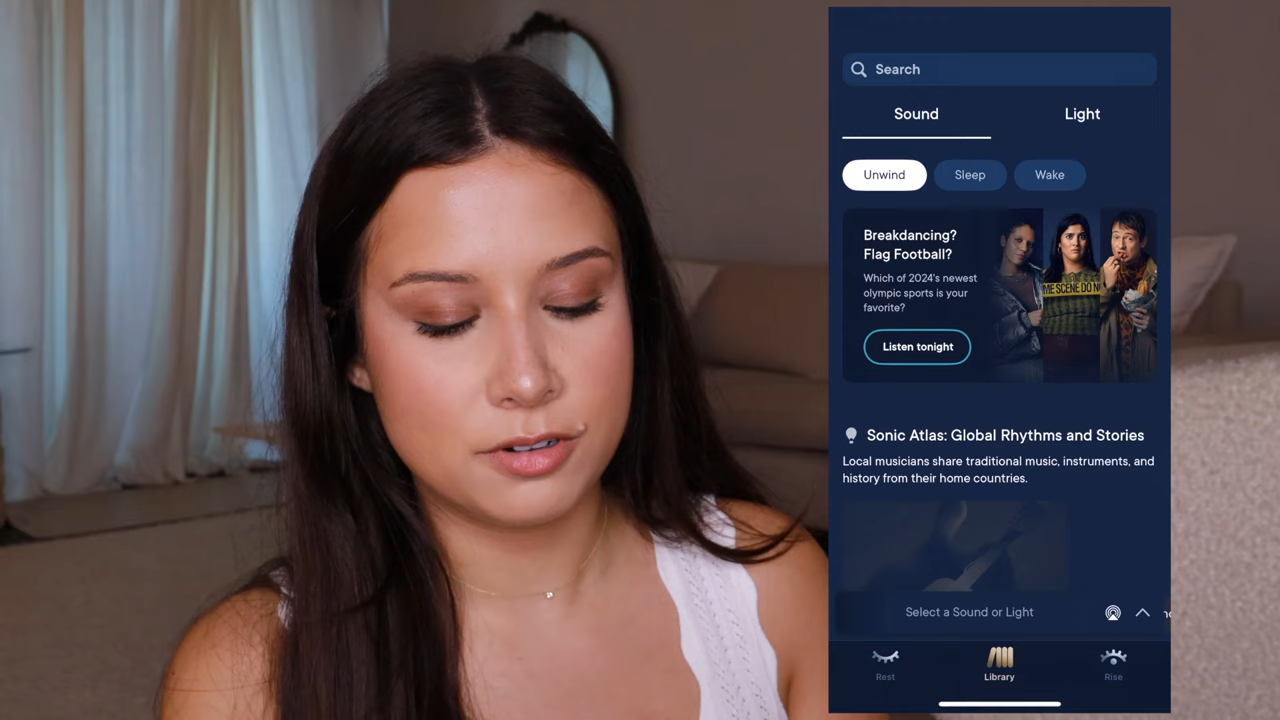 Search
Sound
Light
Unwind
Sleep
Wake
Breakdancing?
Flag Football?
Which of 2024's newest
olympic sports is your
favorite?
Listen tonight
Sonic Atlas: Global Rhythms and Stories
Local musicians share traditional music, instruments, and
history from their home countries.
Select a Sound or Light
Rest
Library
Rise